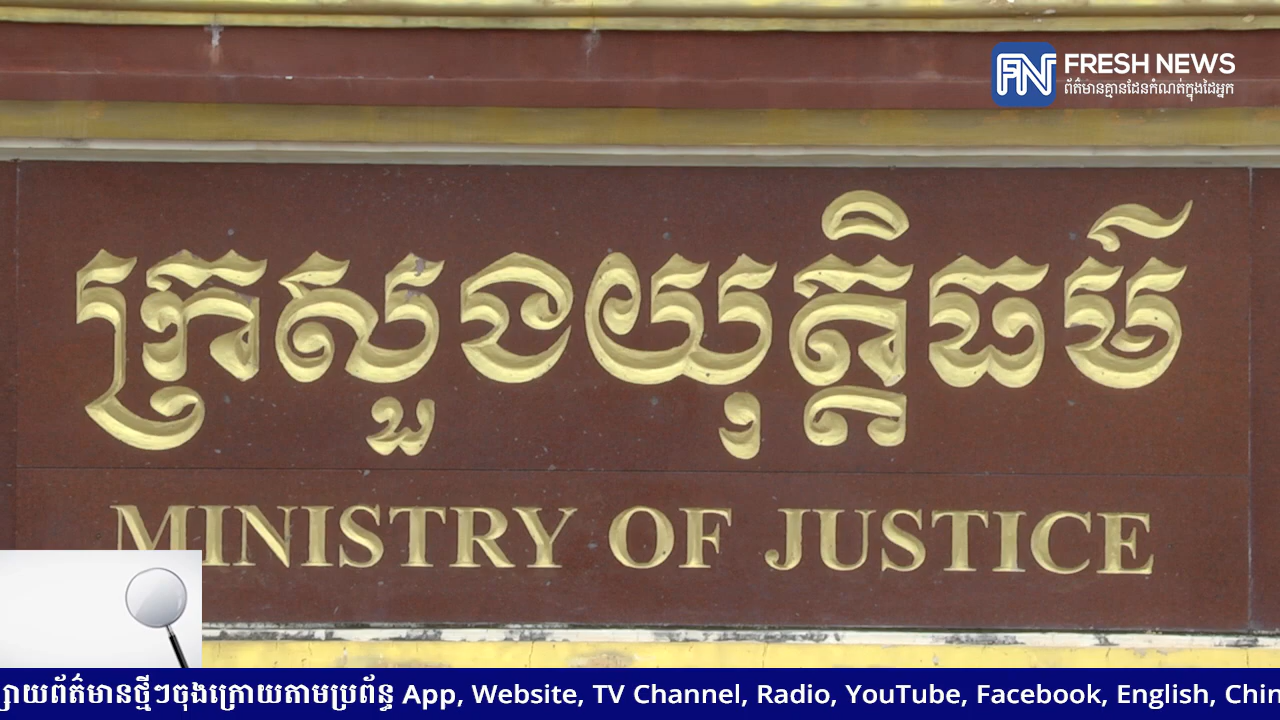 FRESH NEWS
ព័ត៌មានគ្មានដែនកំណត់ក្នុងដៃអ្នក
ក្រសួងយុត្តិធម៌
MINISTRY OF JUSTICE
ព័ត៌មានថ្មីៗចុងក្រោយតាមប្រព័ន្ធ App, Website, TV Channel, Radio, YouTube, Facebook, English,